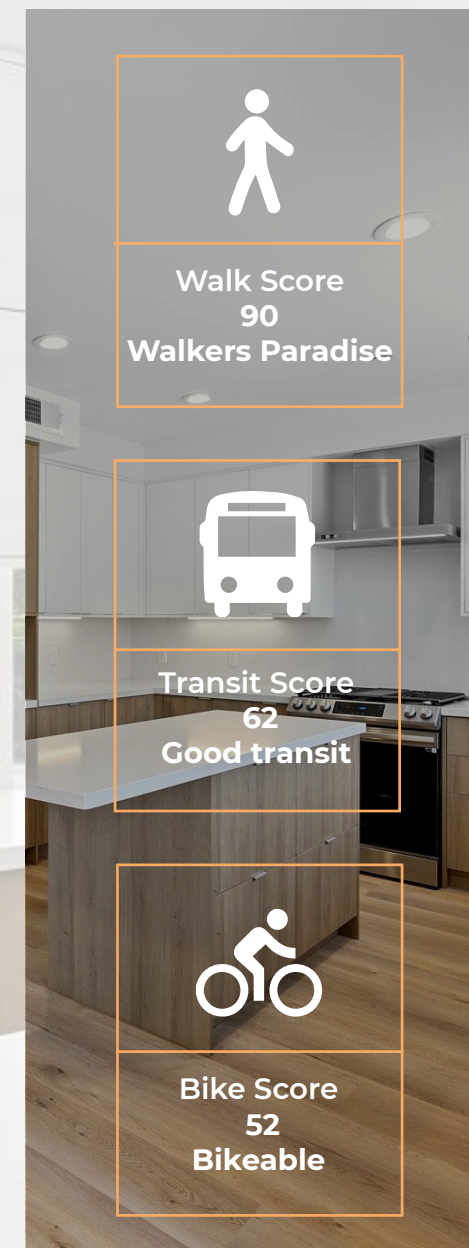 Walk Score
90
Walkers Paradise
Transit Score
62
Good transit
Bike Score
52
Bikeable